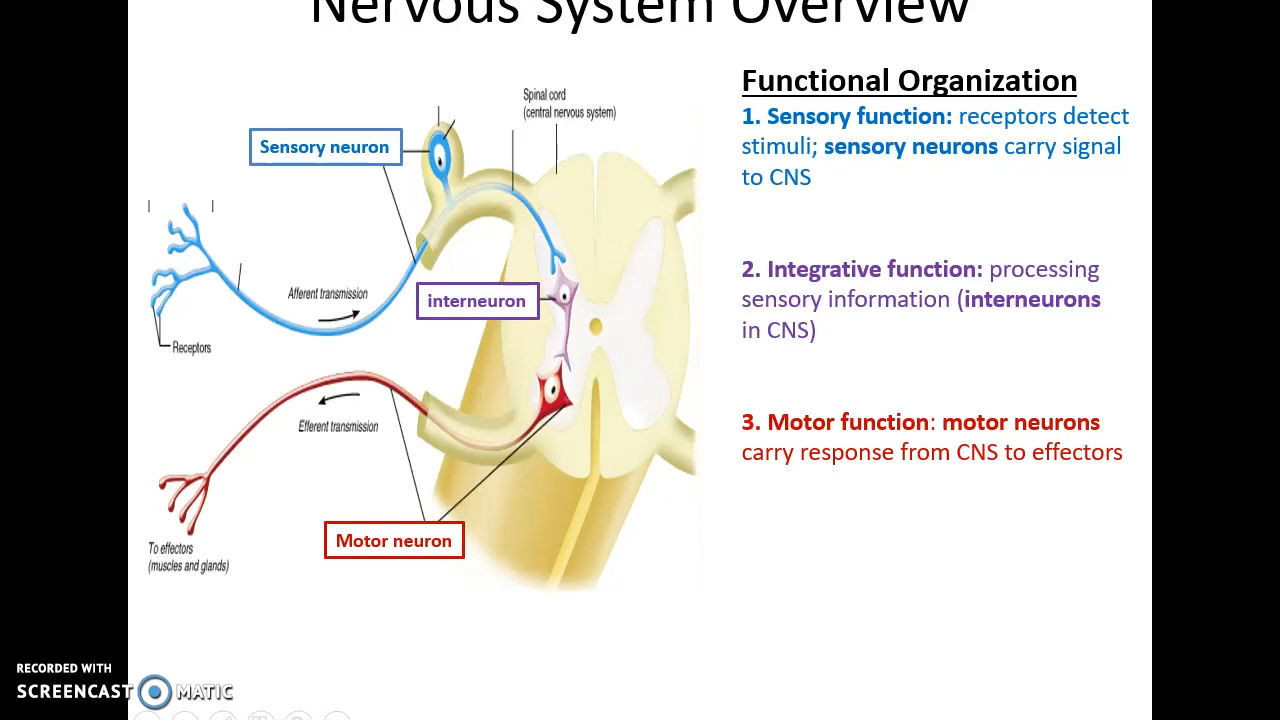 Nervous System Overview
Functional Organization
1. Sensory function: receptors detect
stimuli; sensory neurons carry signal
to CNS
2. Integrative function: processing
sensory information (interneurons
in CNS)
3. Motor function: motor neurons
carry response from CNS to effectors
Spinal cord
(central nervous system)
Sensory neuron
Afferent transmission
interneuron
Receptors
Efferent transmission
Motor neuron
To effectors
(muscles and glands)
RECORDED WITH
SCREENCAST MATIC